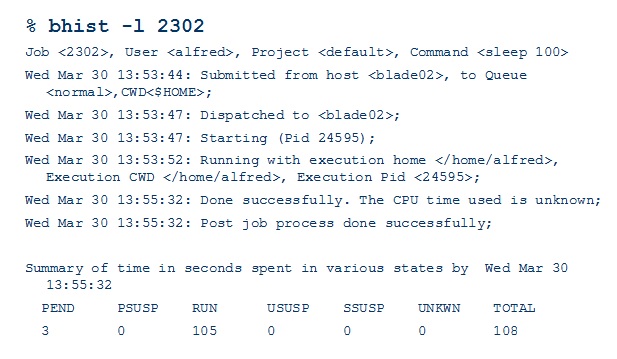 % bhist -l 2302
Job <2302>, User <alfred>, Project <default>, Command <sleep 100>
Wed Mar 30 13:53:44: Submitted from host <blade02>, to Queue
<normal>,CWD<$HOME>;
Wed Mar 30 13:53:47: Dispatched to <blade02>;
Wed Mar 30 13:53:47: Starting (Pid 24595);
Wed Mar 30 13:53:52: Running with execution home </home/alfred>,
Execution CWD </home/alfred>, Execution Pid <24595>;
Wed Mar 30 13:55:32: Done successfully. The CPU time used is unknown;
Wed Mar 30 13:55:32: Post job process done successfully;
Summary of time in seconds spent in various states by  Wed Mar 30
13:55:32
PEND PSUSP RUN USUSP SSUSP UNKWN TOTAL
3 0 105 0 0 0 108